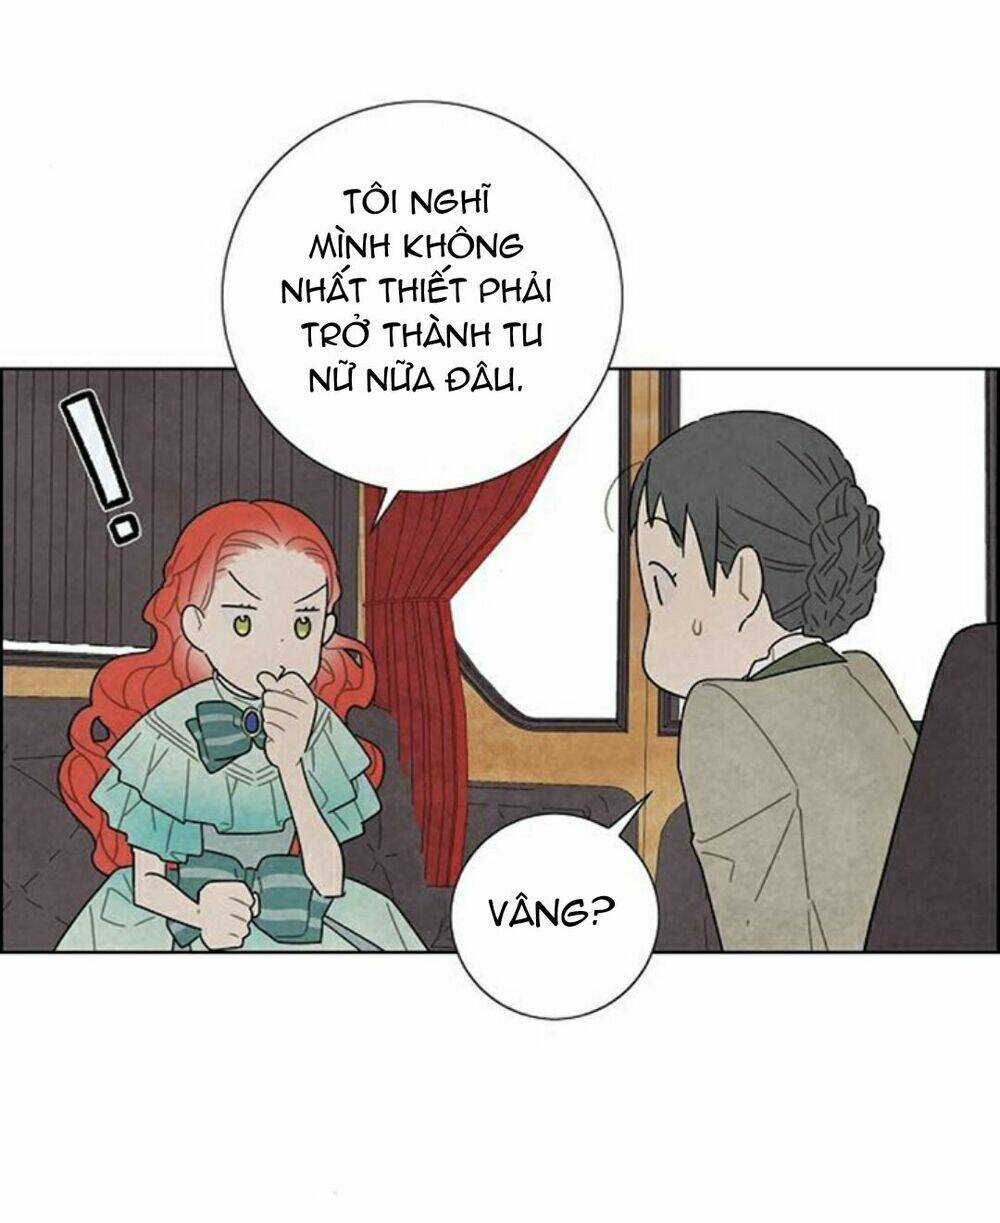 TÔI NGHĨ
MÌNH KHÔNG
NHẤT THIẾT PHẢI
TRỞ THÀNH TU
NỮ NỮA ĐÂU.
VÂNG?